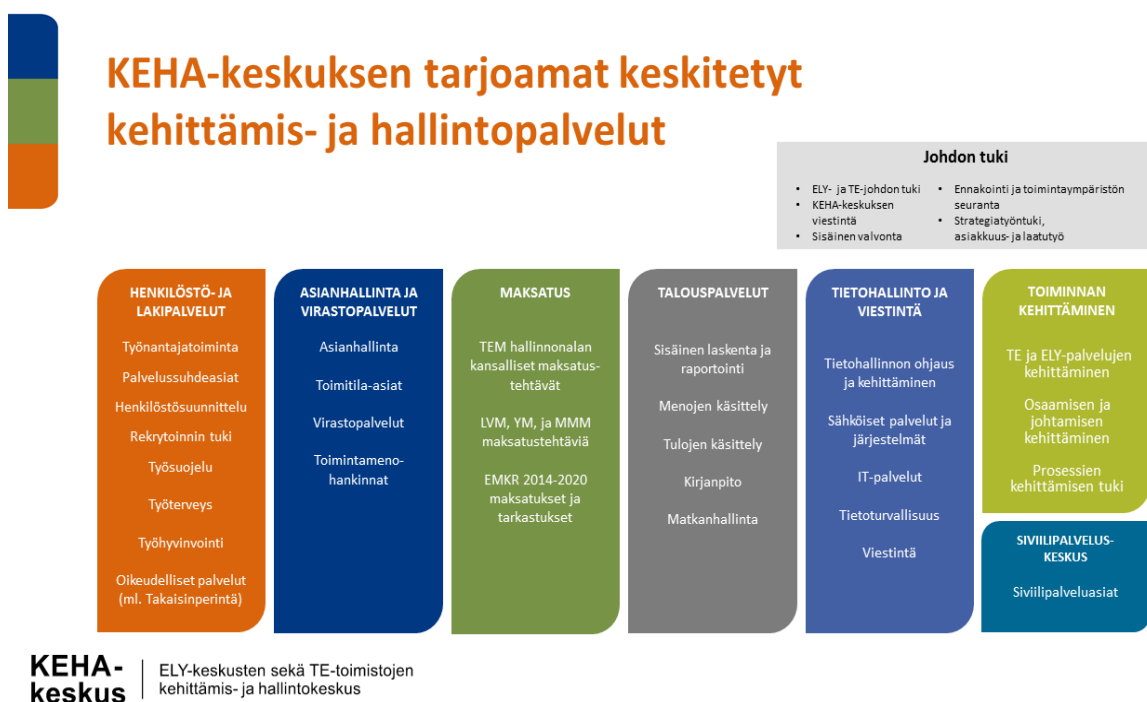 KEHA-keskuksen tarjoamat keskitetyt
kehittämis- ja hallintopalvelut
Johdon tuki
• ELY- ja TE-johdon tuki
• KEHA-keskuksen
viestintä
• Sisäinen valvonta
• Ennakointi ja toimintaympäristön
seuranta
• Strategiatyöntuki,
asiakkuus- ja laatutyö
HENKILÖSTÖ- JA
LAKIPALVELUT
Työnantajatoiminta
Palvelussuhdeasiat
Henkilöstösuunnittelu
Rekrytoinnin tuki
Työsuojelu
Työterveys
Työhyvinvointi
Oikeudelliset palvelut
(ml. Takaisinperintä)
ASIANHALLINTA JA
VIRASTOPALVELUT
Asianhallinta
Toimitila-asiat
Virastopalvelut
Toimintameno-
hankinnat
MAKSATUS
TEM hallinnonalan
kansalliset maksatus-
tehtävät
LVM, YM, ja MMM
maksatustehtäviä
EMKR 2014-2020
maksatukset ja
tarkastukset
TALOUSPALVELUT
Sisäinen laskenta ja
raportointi
Menojen käsittely
Tulojen käsittely
Kirjanpito
Matkanhallinta
TIETOHALLINTO JA
VIESTINTÄ
Tietohallinnon ohjaus
ja kehittäminen
Sähköiset palvelut ja
järjestelmät
IT-palvelut
Tietoturvallisuus
Viestintä
TOIMINNAN
KEHITTÄMINEN
TE ja ELY-palvelujen
kehittäminen
Osaamisen ja
johtamisen
kehittäminen
Prosessien
kehittämisen tuki
SIVIILIPALVELUS-
KESKUS
Siviilipalveluasiat
KEHA-
keskus
ELY-keskusten sekä TE-toimistojen
kehittämis- ja hallintokeskus